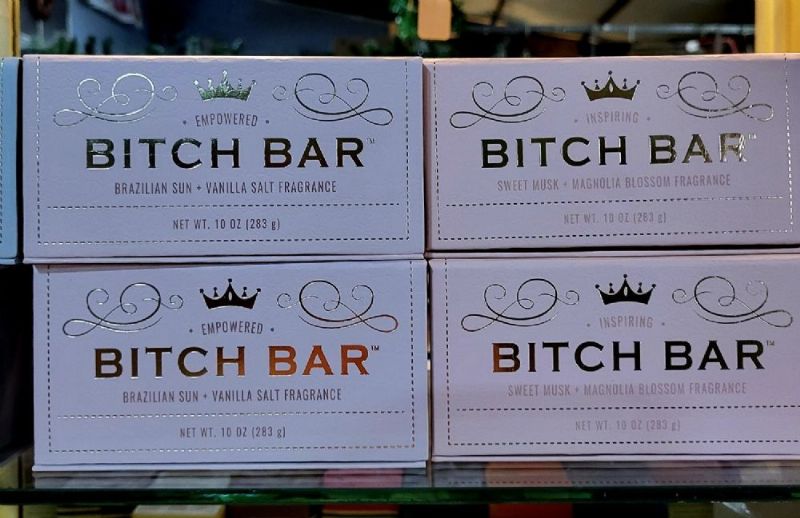 · EMPOWERED ·
BITCH BAR™
BRAZILIAN SUN + VANILLA SALT FRAGRANCE
NET WT. 10 OZ (283 g)
· INSPIRING ·
BITCH BAR™
SWEET MUSK + MAGNOLIA BLOSSOM FRAGRANCE
NET WT. 10 OZ (283 g)
· EMPOWERED ·
BITCH BAR™
BRAZILIAN SUN + VANILLA SALT FRAGRANCE
NET WT. 10 OZ (283 g)
· INSPIRING ·
BITCH BAR™
SWEET MUSK + MAGNOLIA BLOSSOM FRAGRANCE
NET WT. 10 OZ (283 g)